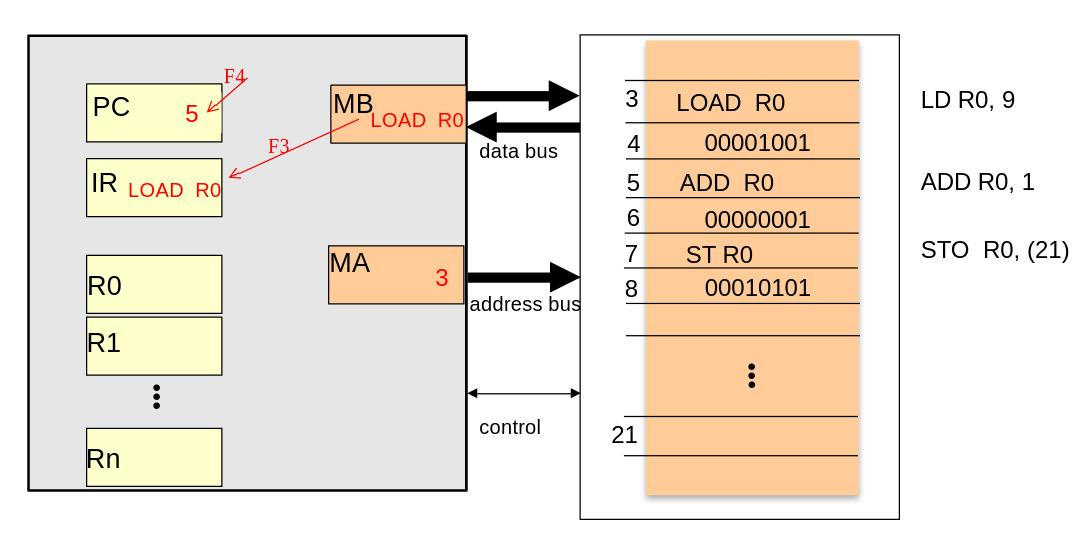 F4
PC 5
MB LOAD R0
F3
IR LOAD R0
data bus
MA 3
address bus
R0
R1
Rn
control
3 LOAD R0
4 00001001
5 ADD R0
6 00000001
7 ST R0
8 00010101
21
LD R0, 9
ADD R0, 1
STO R0, (21)